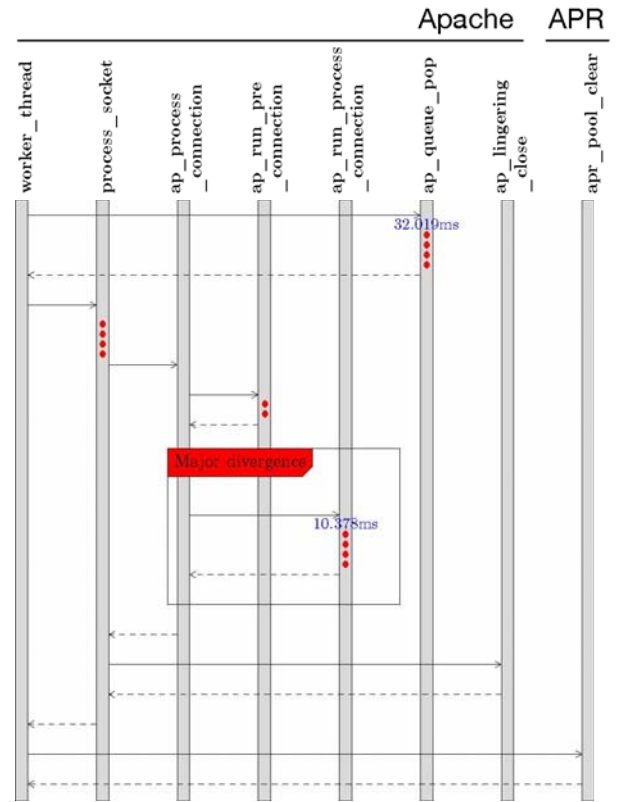 Apache APR
worker_thread
process_socket
ap_process
_connection
ap_run_pre
_connection
ap_run_process
_connection
ap_queue_pop
ap_lingering
_close
apr_pool_clear
32.019ms
Major divergence
10.378ms